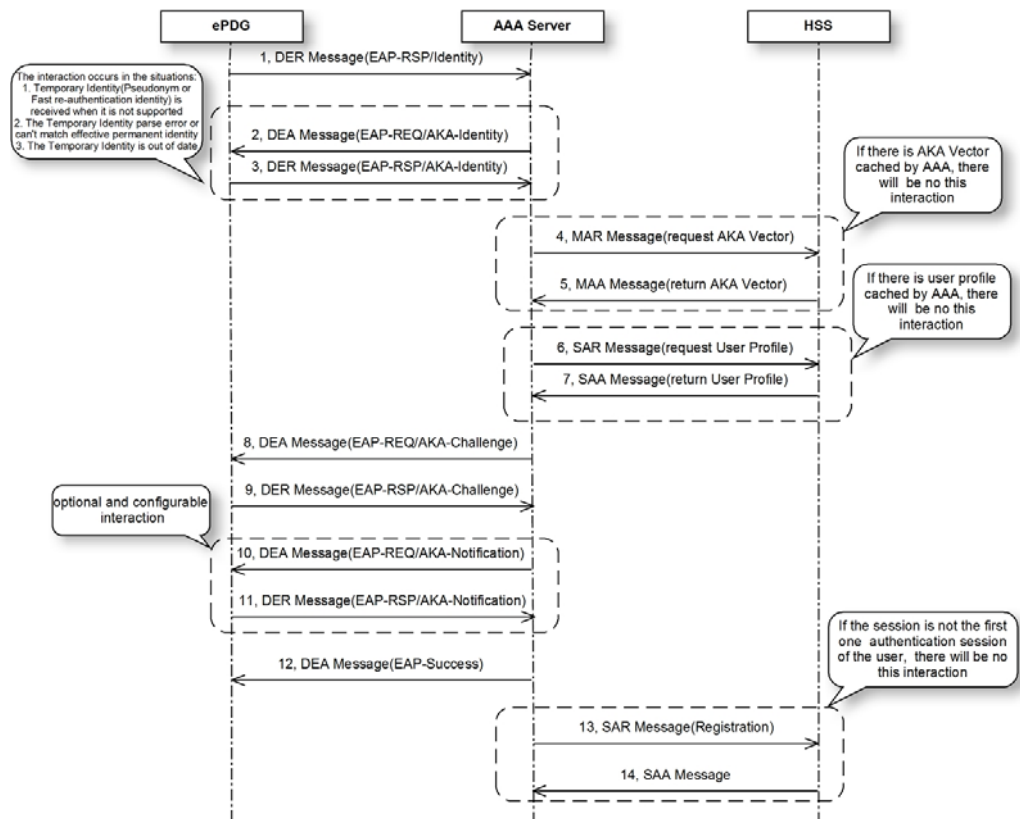 ePDG
AAA Server
HSS
1, DER Message(EAP-RSP/Identity)
The interaction occurs in the situations:
1. Temporary Identity(Pseudonym or
Fast re-authentication identity) is
received when it is not supported
2. The Temporary Identity parse error or
can't match effective permanent identity
3. The Temporary Identity is out of date
2, DEA Message(EAP-REQ/AKA-Identity)
3, DER Message(EAP-RSP/AKA-Identity)
If there is AKA Vector
cached by AAA, there
will be no this
interaction
4, MAR Message(request AKA Vector)
5, MAA Message(return AKA Vector)
If there is user profile
cached by AAA, there
will be no this
interaction
6, SAR Message(request User Profile)
7, SAA Message(return User Profile)
8, DEA Message(EAP-REQ/AKA-Challenge)
9, DER Message(EAP-RSP/AKA-Challenge)
optional and configurable
interaction
10, DEA Message(EAP-REQ/AKA-Notification)
11, DER Message(EAP-RSP/AKA-Notification)
12, DEA Message(EAP-Success)
If the session is not the first
one authentication session
of the user, there will be no
this interaction
13, SAR Message(Registration)
14, SAA Message